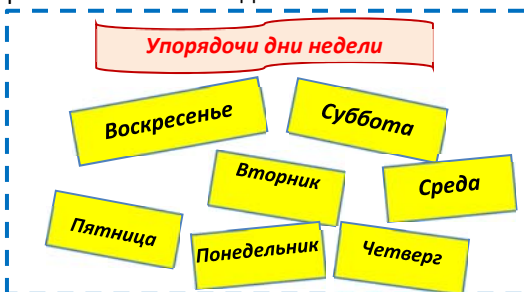 Упорядочи дни недели
Воскресенье
Суббота
Вторник
Среда
Пятница
Понедельник
Четверг